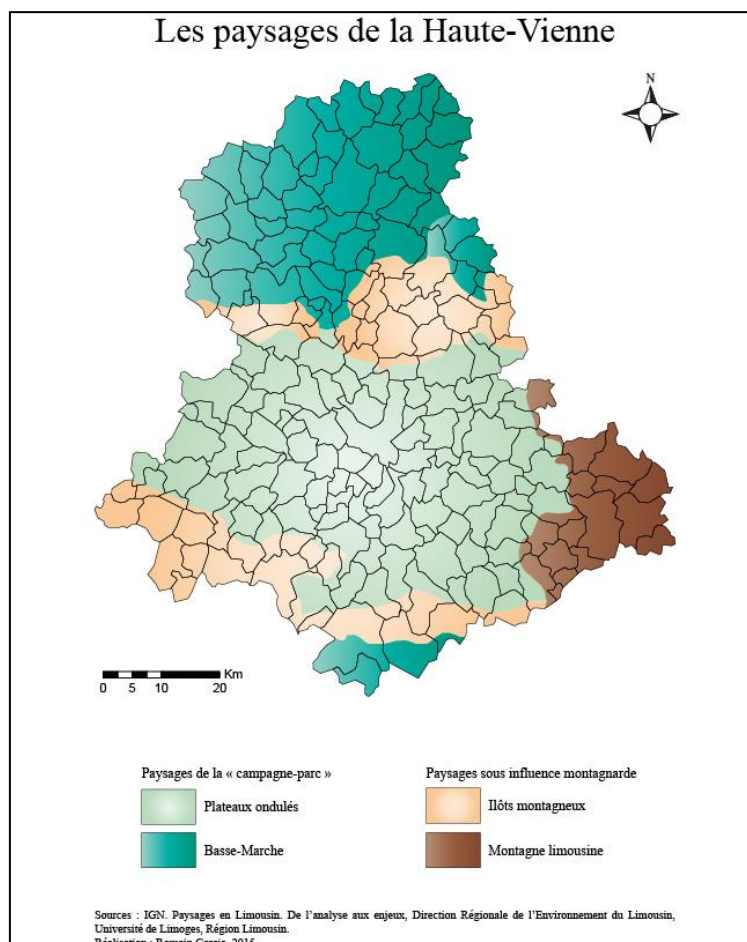 Les paysages de la Haute-Vienne
N
Km
0 5 10 20
Paysages de la « campagne-parc »
Plateaux ondulés
Basse-Marche
Paysages sous influence montagnarde
Ilôts montagneux
Montagne limousine
Sources : IGN. Paysages en Limousin. De l'analyse aux enjeux, Direction Régionale de l'Environnement du Limousin,
Université de Limoges, Région Limousin.
Réalisation : Romain